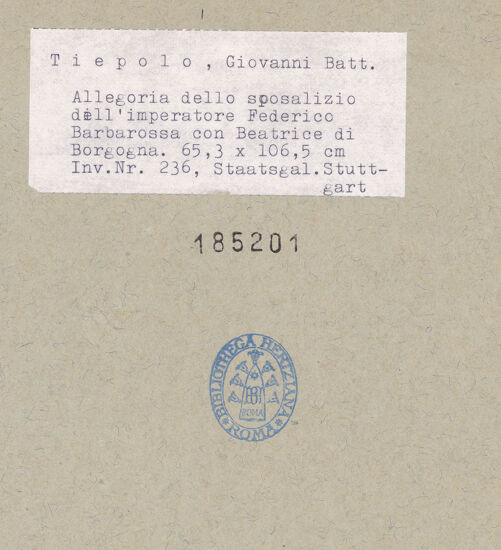 T i e p o l o , Giovanni Batt.
Allegoria dello sposalizio
dell'imperatore Federico
Barbarossa con Beatrice di
Borgogna. 65,3 x 106,5 cm
Inv.Nr. 236, Staatsgal.Stutt-
gart
185201
BIBLIOTHECA HERTZIANA
ROMA
ROMA